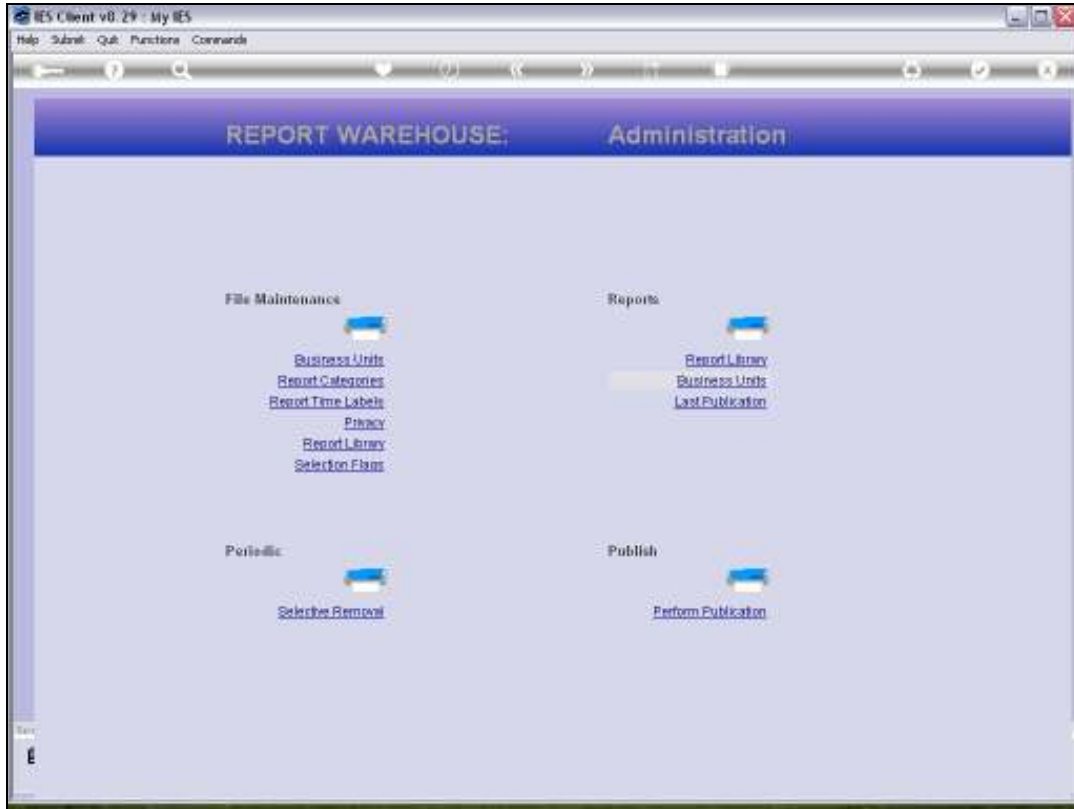 IES Client v8.29 : My IES
Help Submit Quit Functions Commands
REPORT WAREHOUSE: Administration
File Maintenance
Business Units
Report Categories
Report Time Labels
Privacy
Report Library
Selection Flags
Reports
Report Library
Business Units
Last Publication
Periodic
Selective Removal
Publish
Perform Publication